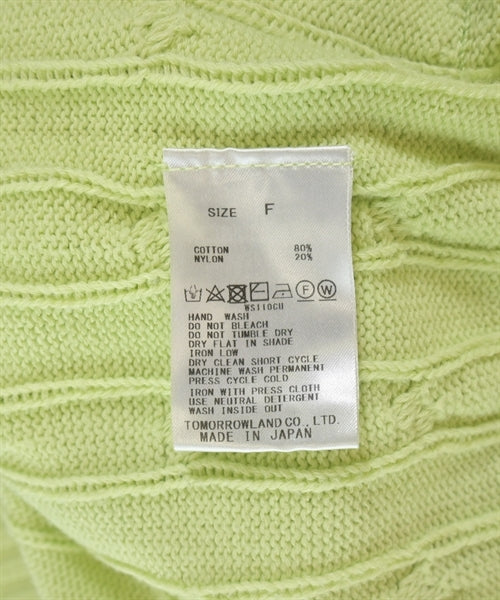 SIZE F
COTTON 80%
NYLON 20%
WS110CU
HAND WASH
DO NOT BLEACH
DO NOT TUMBLE DRY
DRY FLAT IN SHADE
IRON LOW
DRY CLEAN SHORT CYCLE
MACHINE WASH PERMANENT
PRESS CYCLE COLD
IRON WITH PRESS CLOTH
USE NEUTRAL DETERGENT
WASH INSIDE OUT
TOMORROWLAND CO., LTD.
MADE IN JAPAN